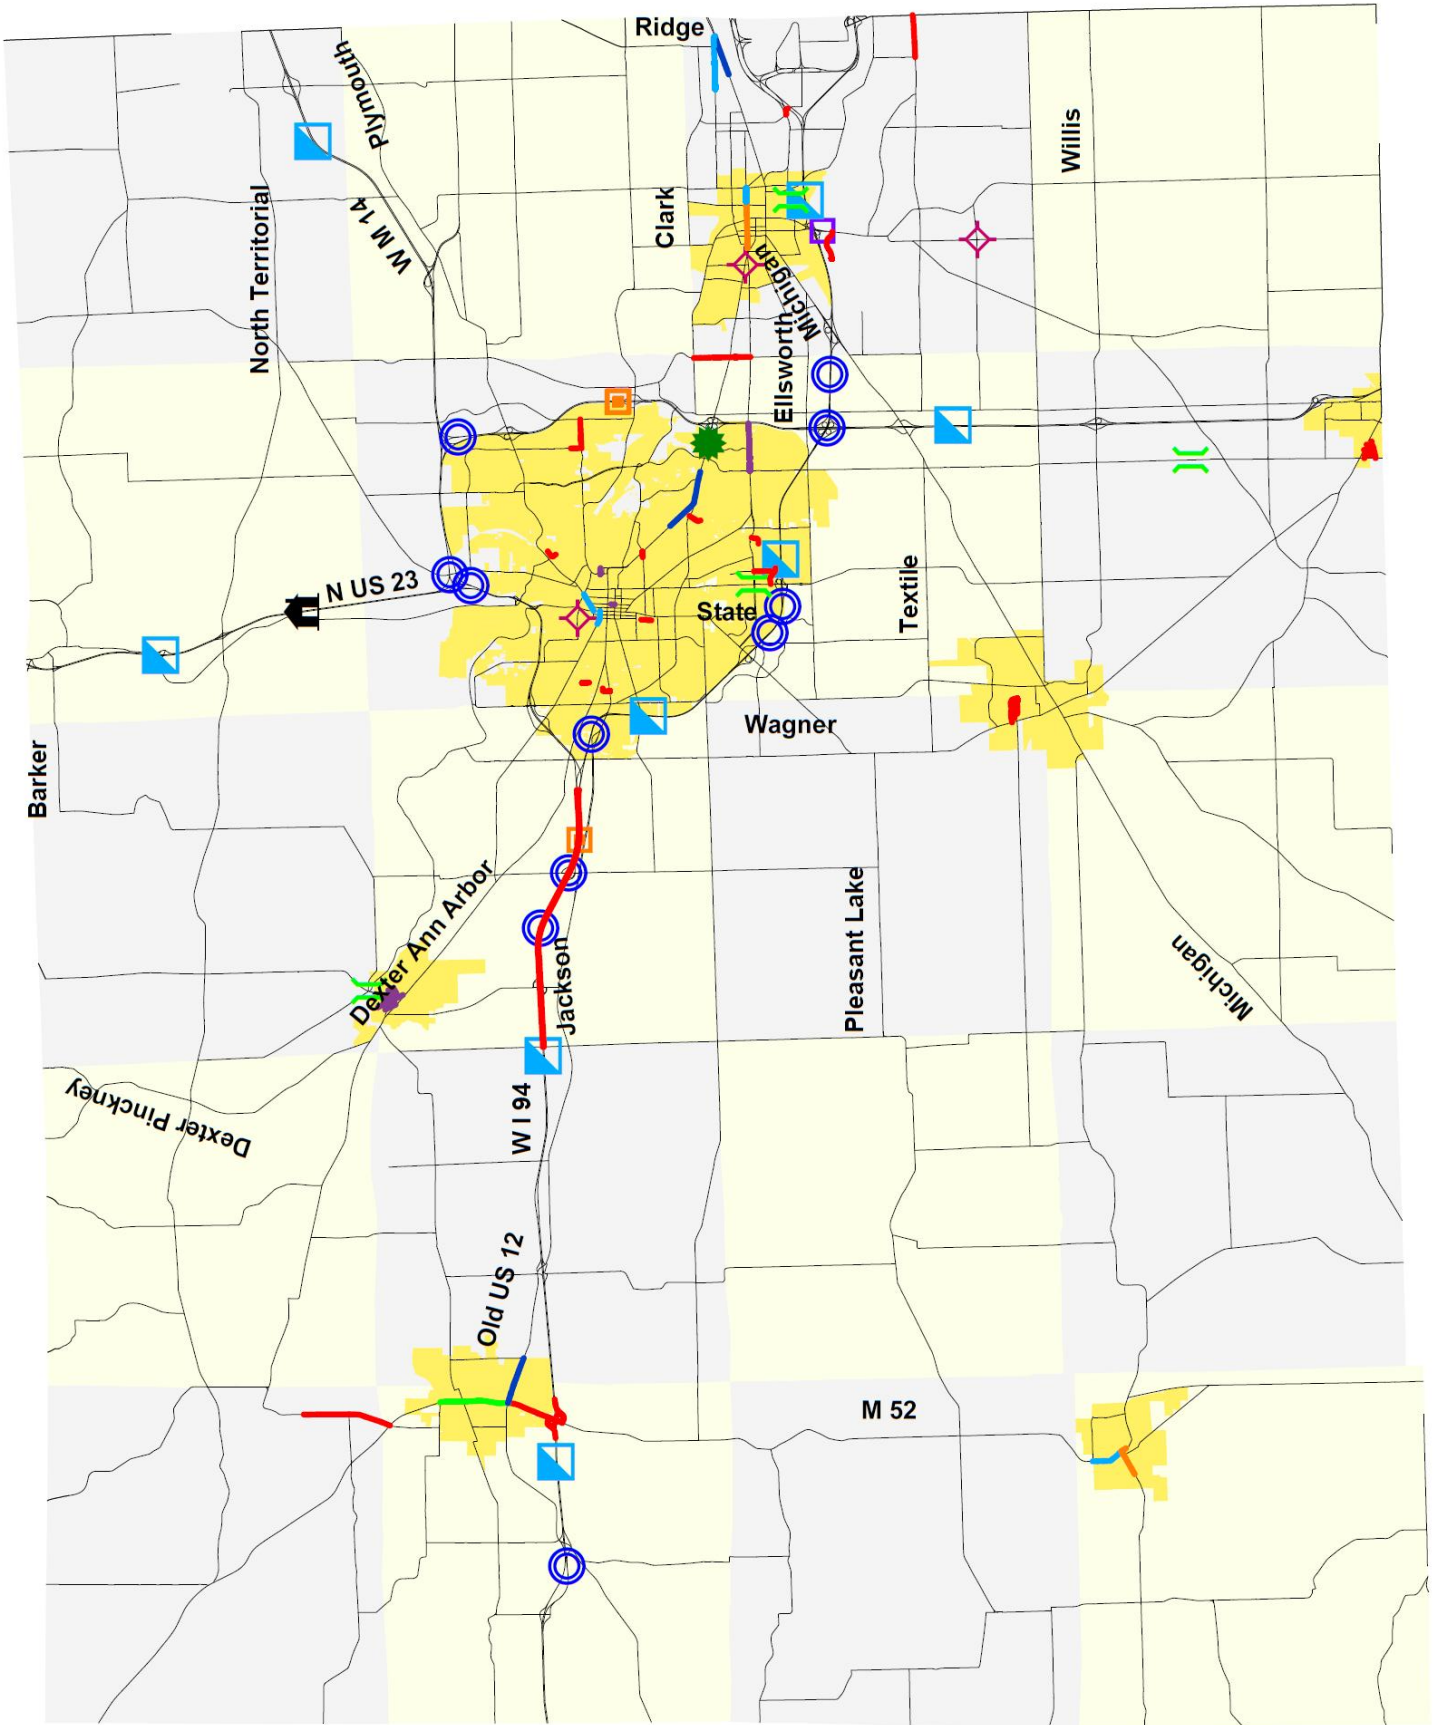 Ridge
Plymouth
Willis
North Territorial
Clark
W M 14
Michigan
Ellsworth
N US 23
State
Textile
Wagner
Barker
Dexter Ann Arbor
Pleasant Lake
Jackson
Michigan
Dexter Pinckney
W I 94
Old US 12
M 52